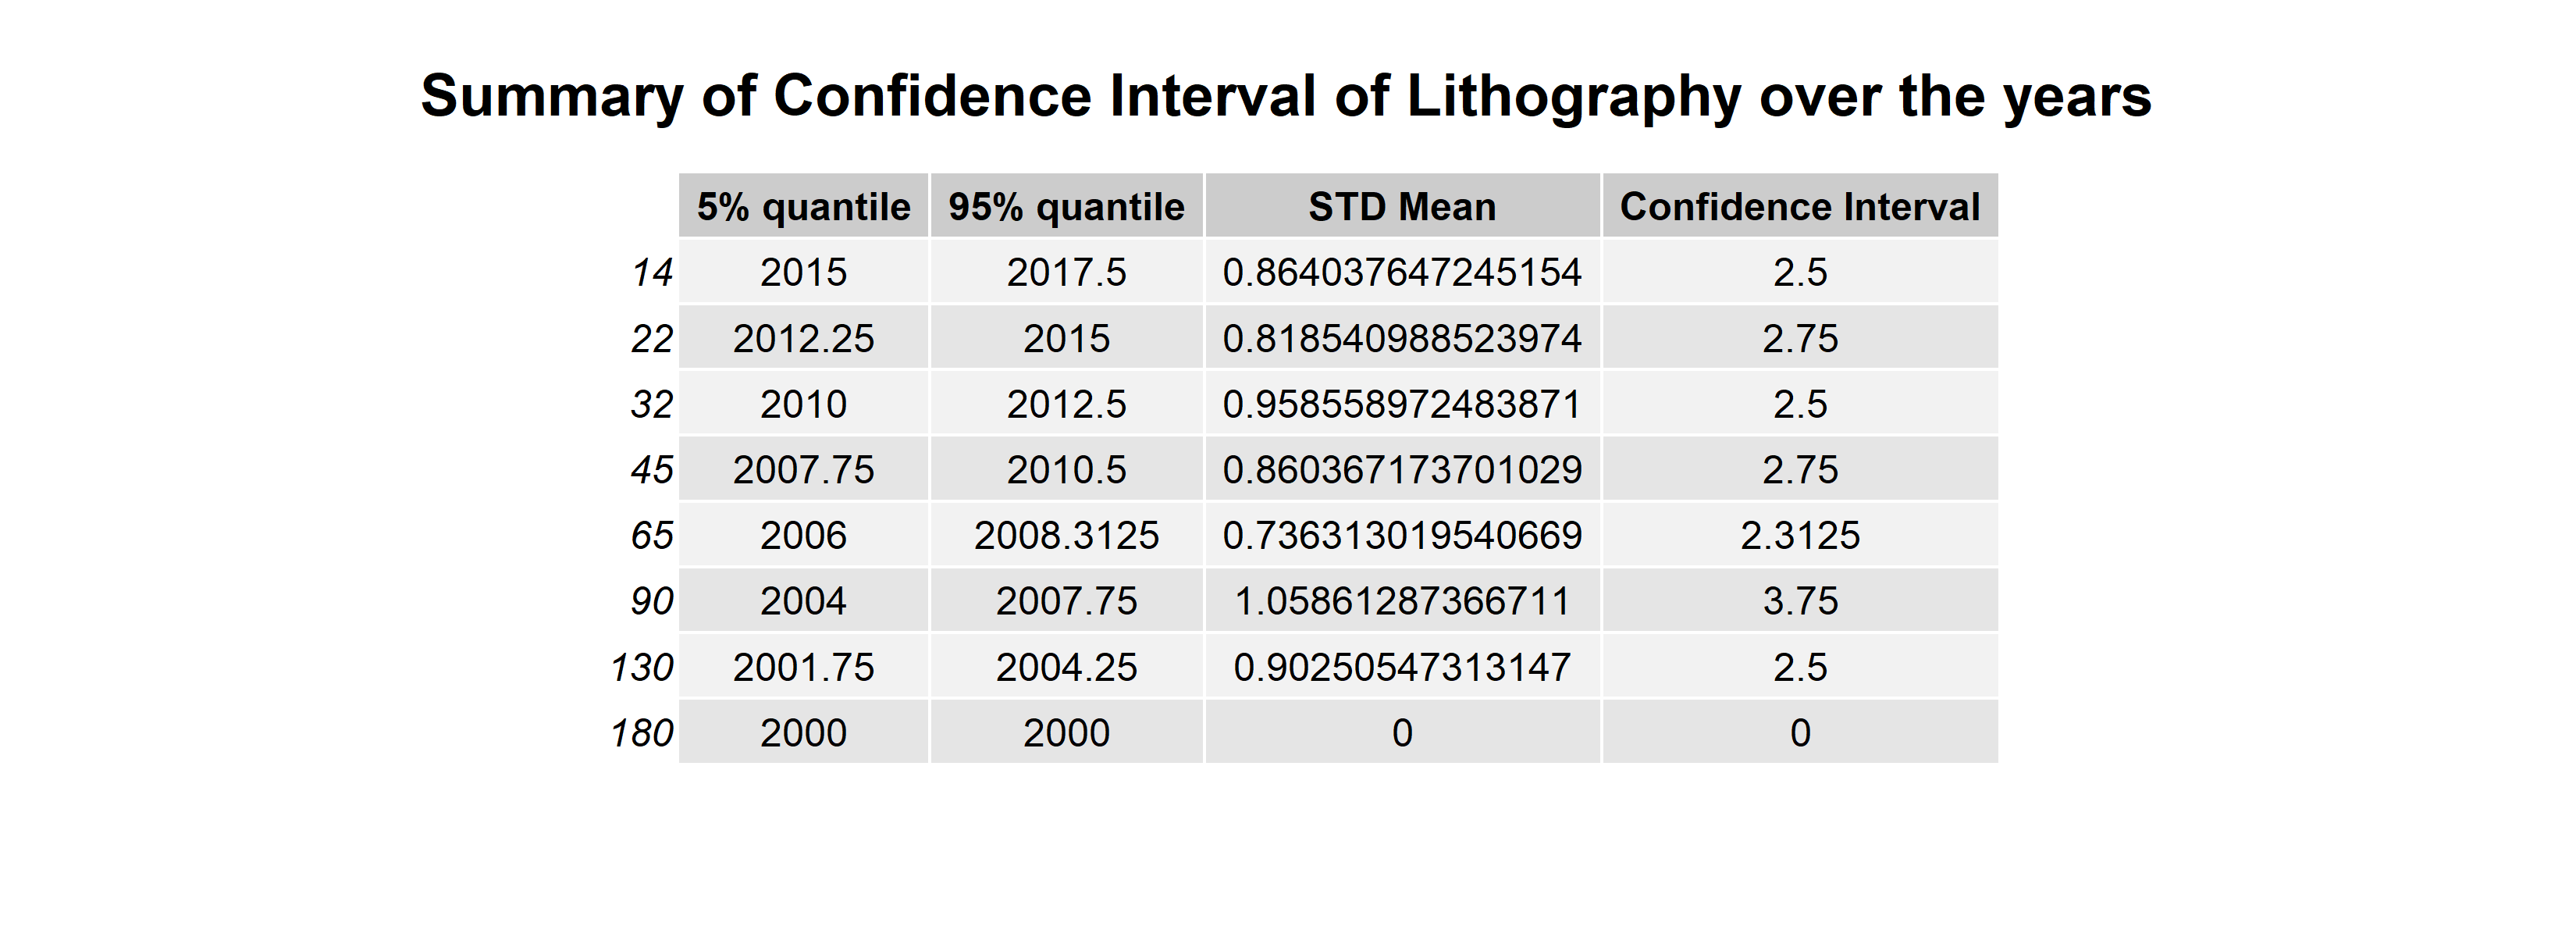 Summary of Confidence Interval of Lithography over the years
5% quantile 95% quantile STD Mean Confidence Interval
14 2015 2017.5 0.864037647245154 2.5
22 2012.25 2015 0.818540988523974 2.75
32 2010 2012.5 0.958558972483871 2.5
45 2007.75 2010.5 0.860367173701029 2.75
65 2006 2008.3125 0.736313019540669 2.3125
90 2004 2007.75 1.05861287366711 3.75
130 2001.75 2004.25 0.90250547313147 2.5
180 2000 2000 0 0